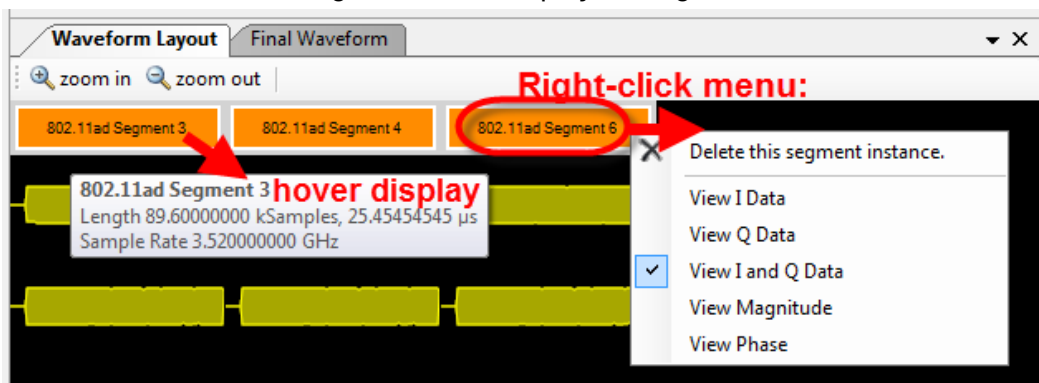 Waveform Layout Final Waveform
zoom in zoom out
Right-click menu:
802.11ad Segment 3 802.11ad Segment 4 802.11ad Segment 6
Delete this segment instance.
802.11ad Segment 3 hover display
Length 89.60000000 kSamples, 25.45454545 µs
Sample Rate 3.520000000 GHz
View I Data
View Q Data
View I and Q Data
View Magnitude
View Phase